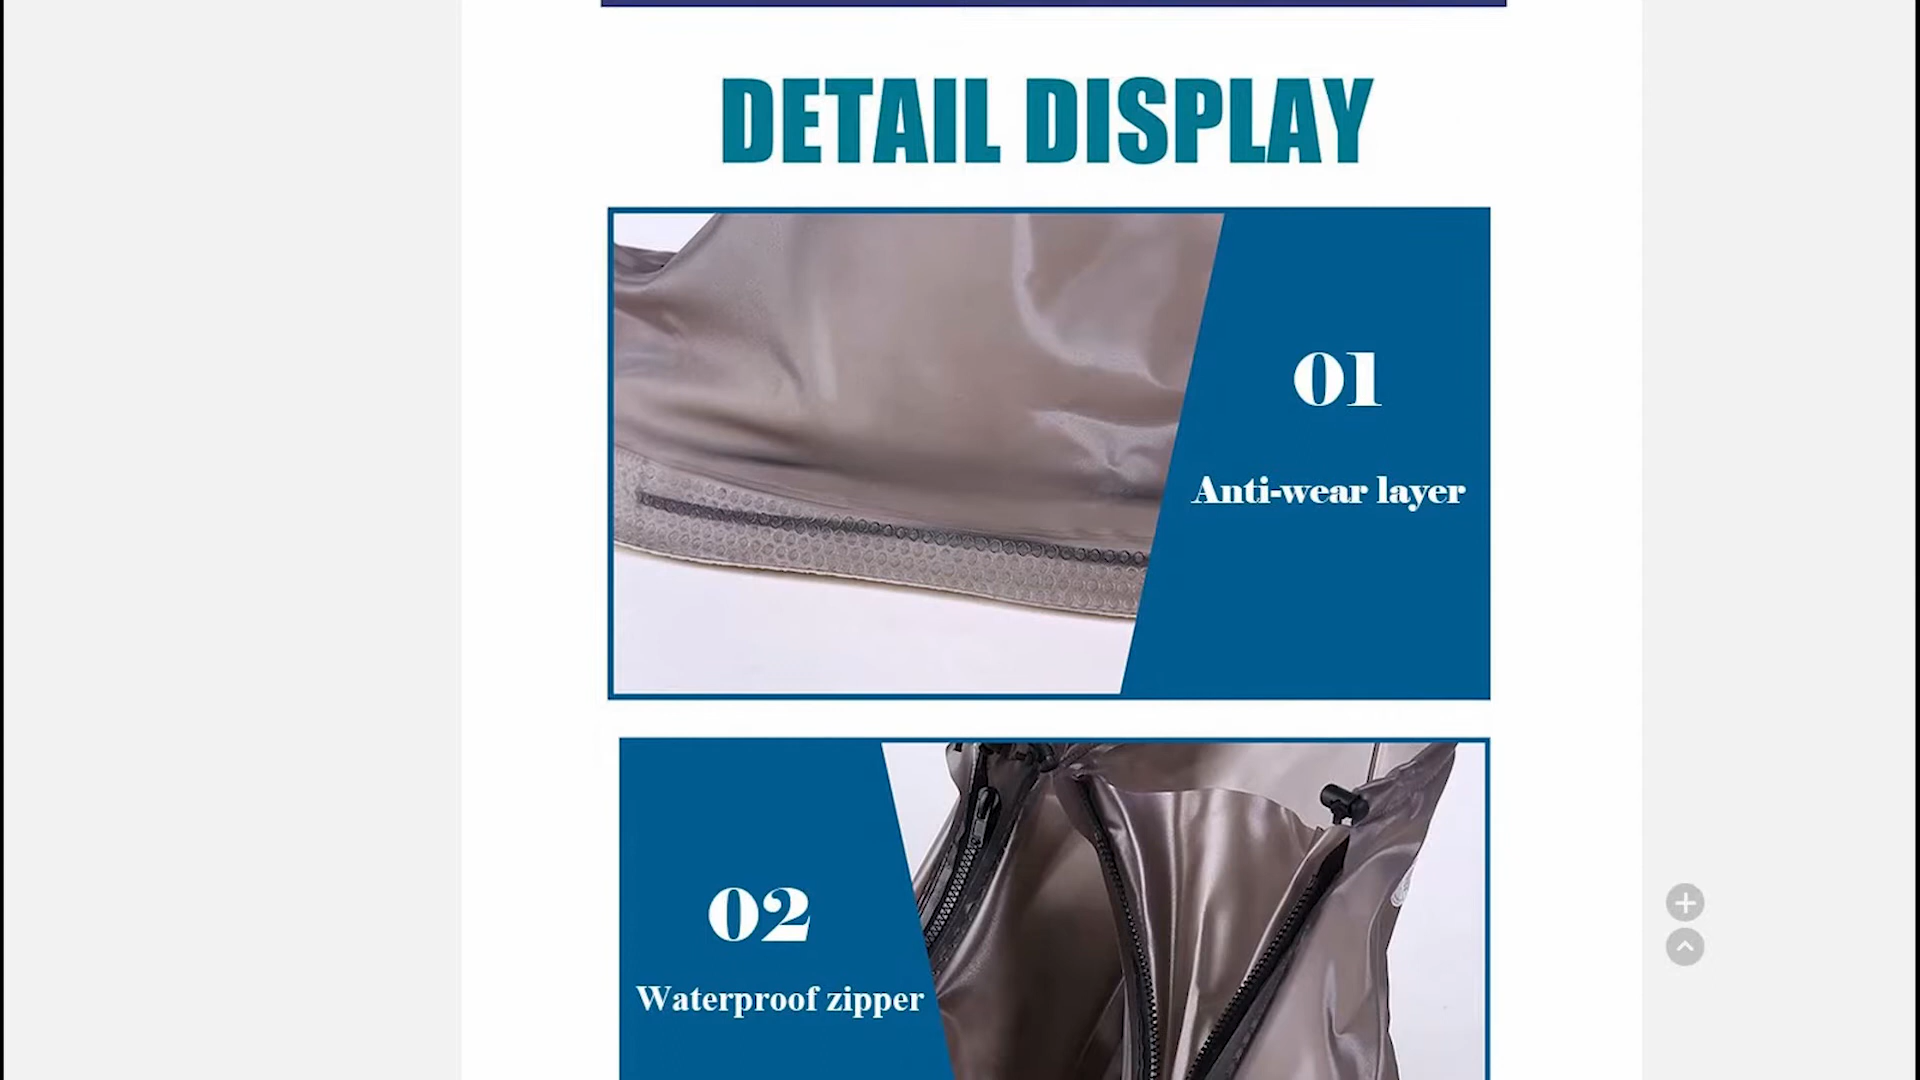 DETAIL DISPLAY
01
Anti-wear layer
02
Waterproof zipper